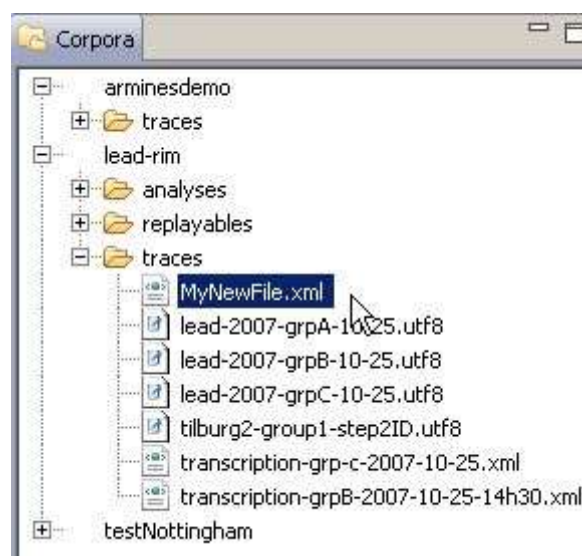 Corpora
arminesdemo
traces
lead-rim
analyses
replayables
traces
MyNewFile.xml
lead-2007-grpA-10-25.utf8
lead-2007-grpB-10-25.utf8
lead-2007-grpC-10-25.utf8
tilburg2-group1-step2ID.utf8
transcription-grp-c-2007-10-25.xml
transcription-grpB-2007-10-25-14h30.xml
testNottingham